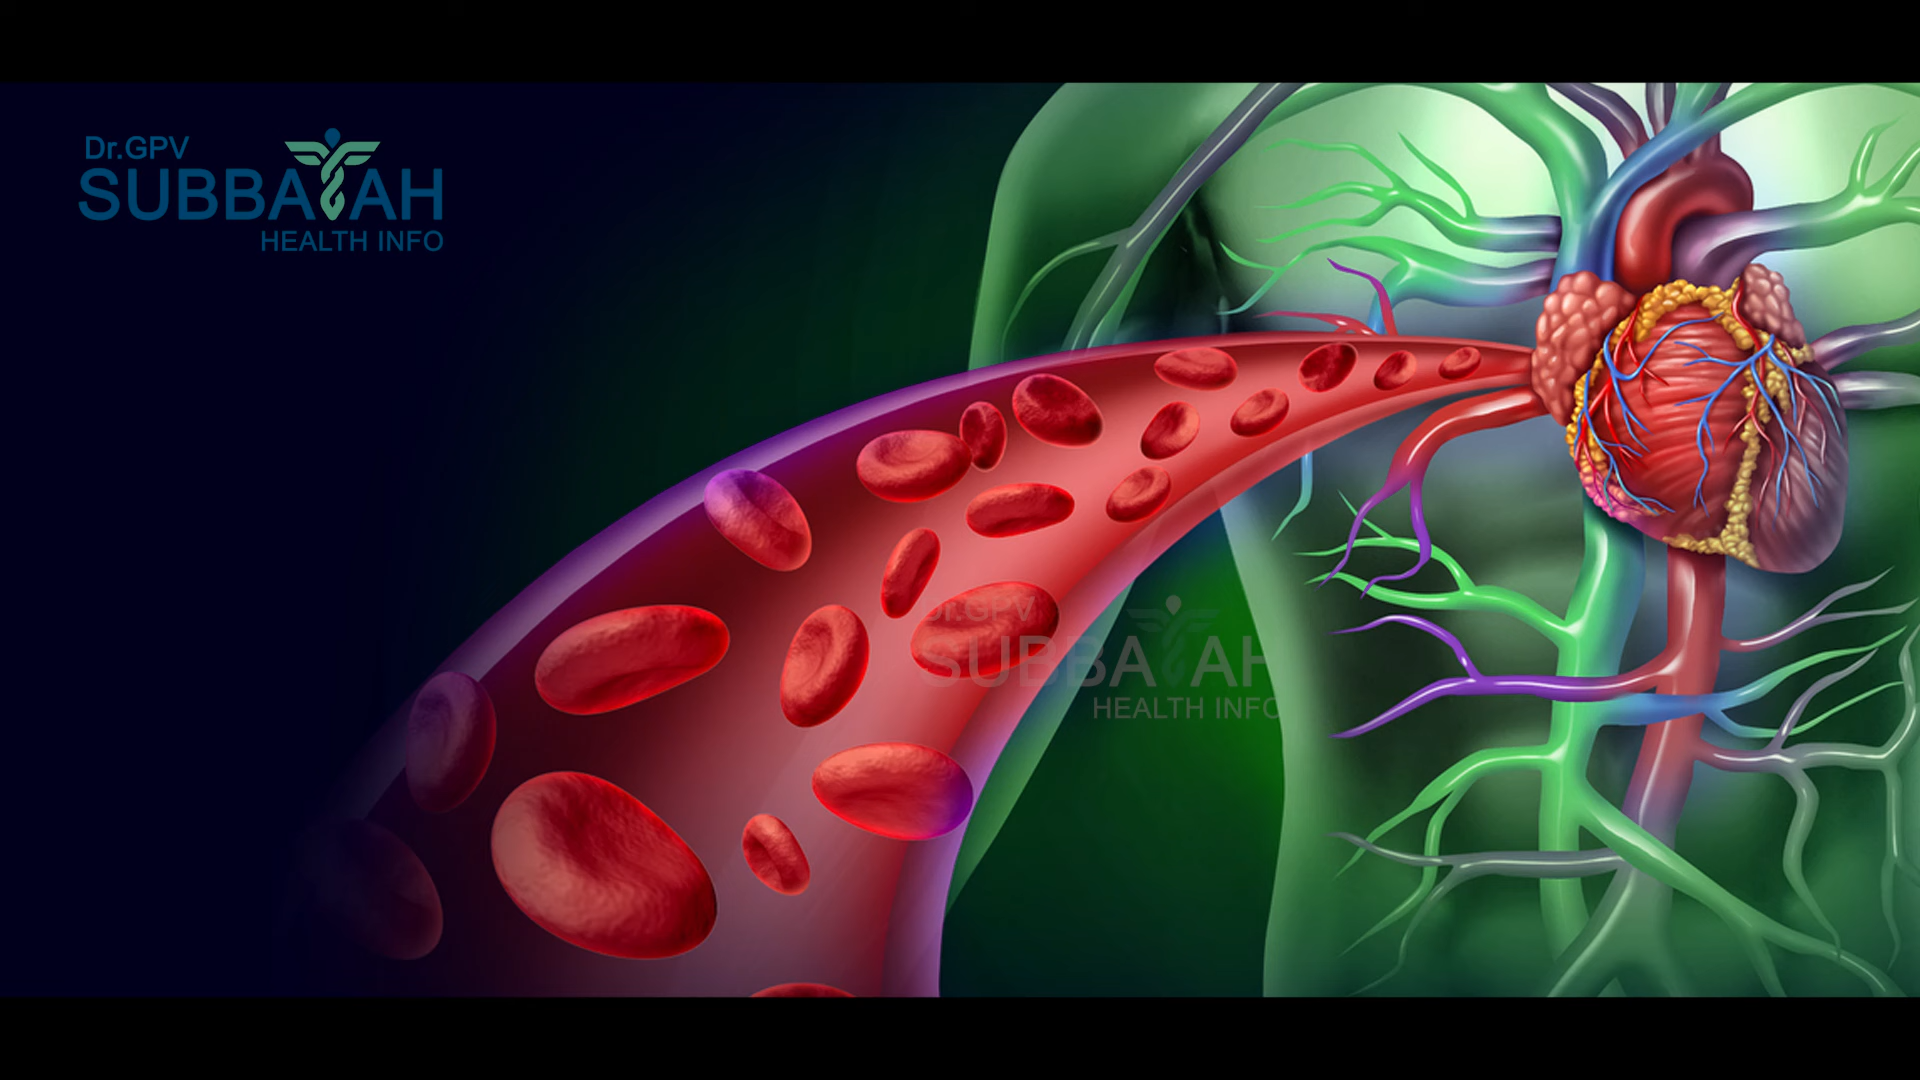 Dr.GPV
SUBBAIAH
HEALTH INFO
Dr.GPV
SUBBAIAH
HEALTH INFO